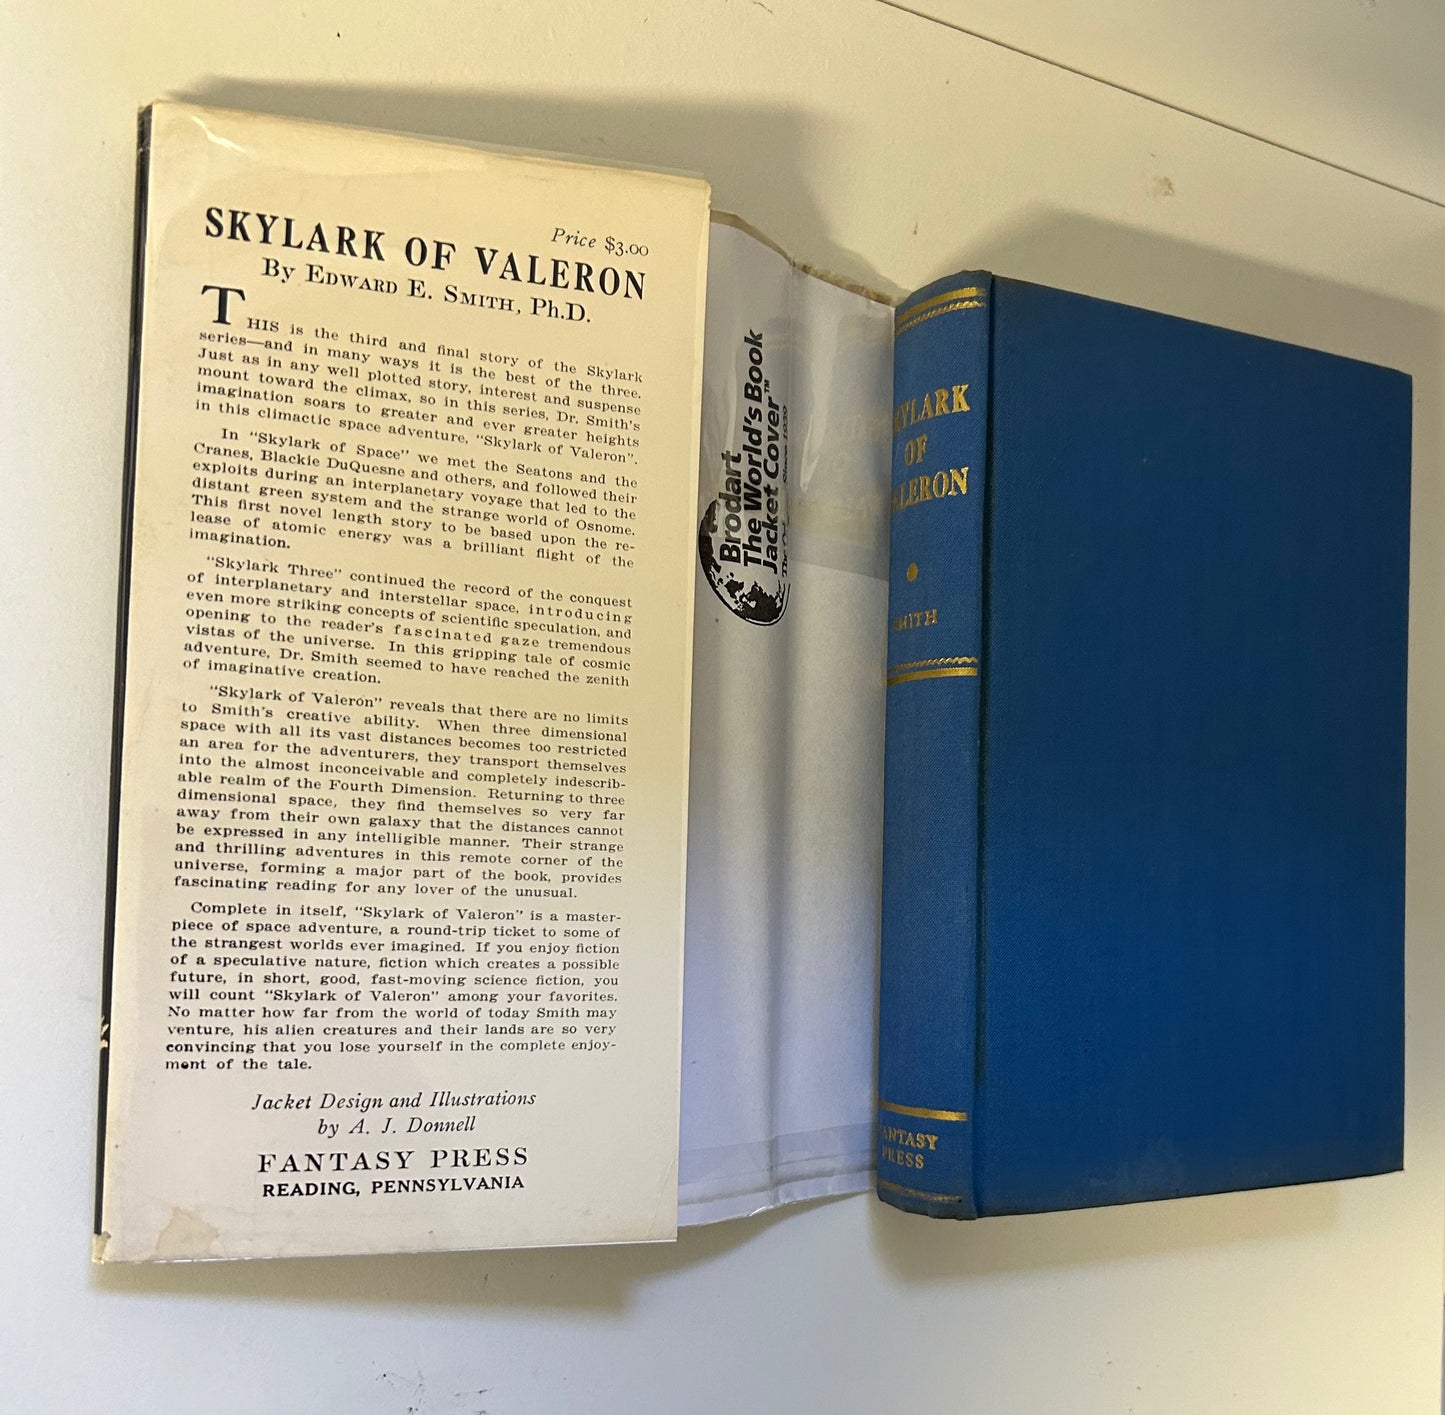 Price $3.00
SKYLARK OF VALERON
By EDWARD E. SMITH, Ph.D.
THIS is the third and final story of the Skylark
series—and in many ways it is the best of the three.
Just as in any well plotted story, interest and suspense
mount toward the climax, so in this series, Dr. Smith's
imagination soars to greater and ever greater heights
in this climactic space adventure, "Skylark of Valeron".
In "Skylark of Space" we met the Seatons and the
Cranes, Blackie DuQuesne and others, and followed their
exploits during an interplanetary voyage that led to the
distant green system and the strange world of Osnome.
This first novel length story to be based upon the re-
lease of atomic energy was a brilliant flight of the
imagination.
"Skylark Three" continued the record of the conquest
of interplanetary and interstellar space, introducing
even more striking concepts of scientific speculation, and
opening to the reader's fascinated gaze tremendous
vistas of the universe. In this gripping tale of cosmic
adventure, Dr. Smith seemed to have reached the zenith
of imaginative creation.
"Skylark of Valeron" reveals that there are no limits
to Smith's creative ability. When three dimensional
space with all its vast distances becomes too restricted
an area for the adventurers, they transport themselves
into the almost inconceivable and completely indescrib-
able realm of the Fourth Dimension. Returning to three
dimensional space, they find themselves so very far
away from their own galaxy that the distances cannot
be expressed in any intelligible manner. Their strange
and thrilling adventures in this remote corner of the
universe, forming a major part of the book, provides
fascinating reading for any lover of the unusual.
Complete in itself, "Skylark of Valeron" is a master-
piece of space adventure, a round-trip ticket to some of
the strangest worlds ever imagined. If you enjoy fiction
of a speculative nature, fiction which creates a possible
future, in short, good, fast-moving science fiction, you
will count "Skylark of Valeron" among your favorites.
No matter how far from the world of today Smith may
venture, his alien creatures and their lands are so very
convincing that you lose yourself in the complete enjoy-
ment of the tale.
Jacket Design and Illustrations
by A. J. Donnell
FANTASY PRESS
READING, PENNSYLVANIA
Brodart
The World's Book
Jacket Cover™
Since 1939
SKYLARK
OF
VALERON
SMITH
FANTASY
PRESS